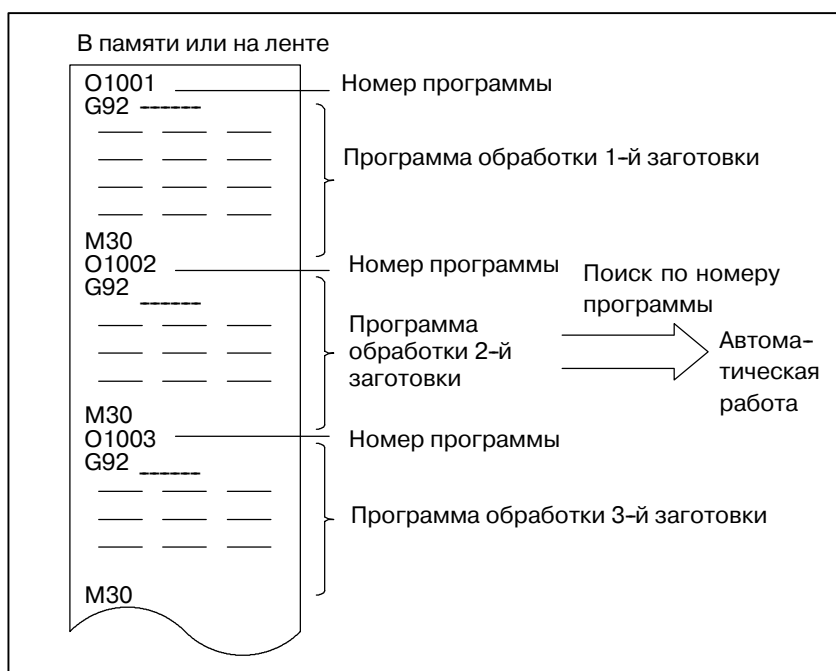 В памяти или на ленте
O1001
Номер программы
G92
Программа обработки 1-й заготовки
M30
O1002
Номер программы
G92
Программа
обработки 2-й
заготовки
Поиск по номеру
программы
Автома-
тическая
работа
M30
O1003
Номер программы
G92
Программа обработки 3-й заготовки
M30